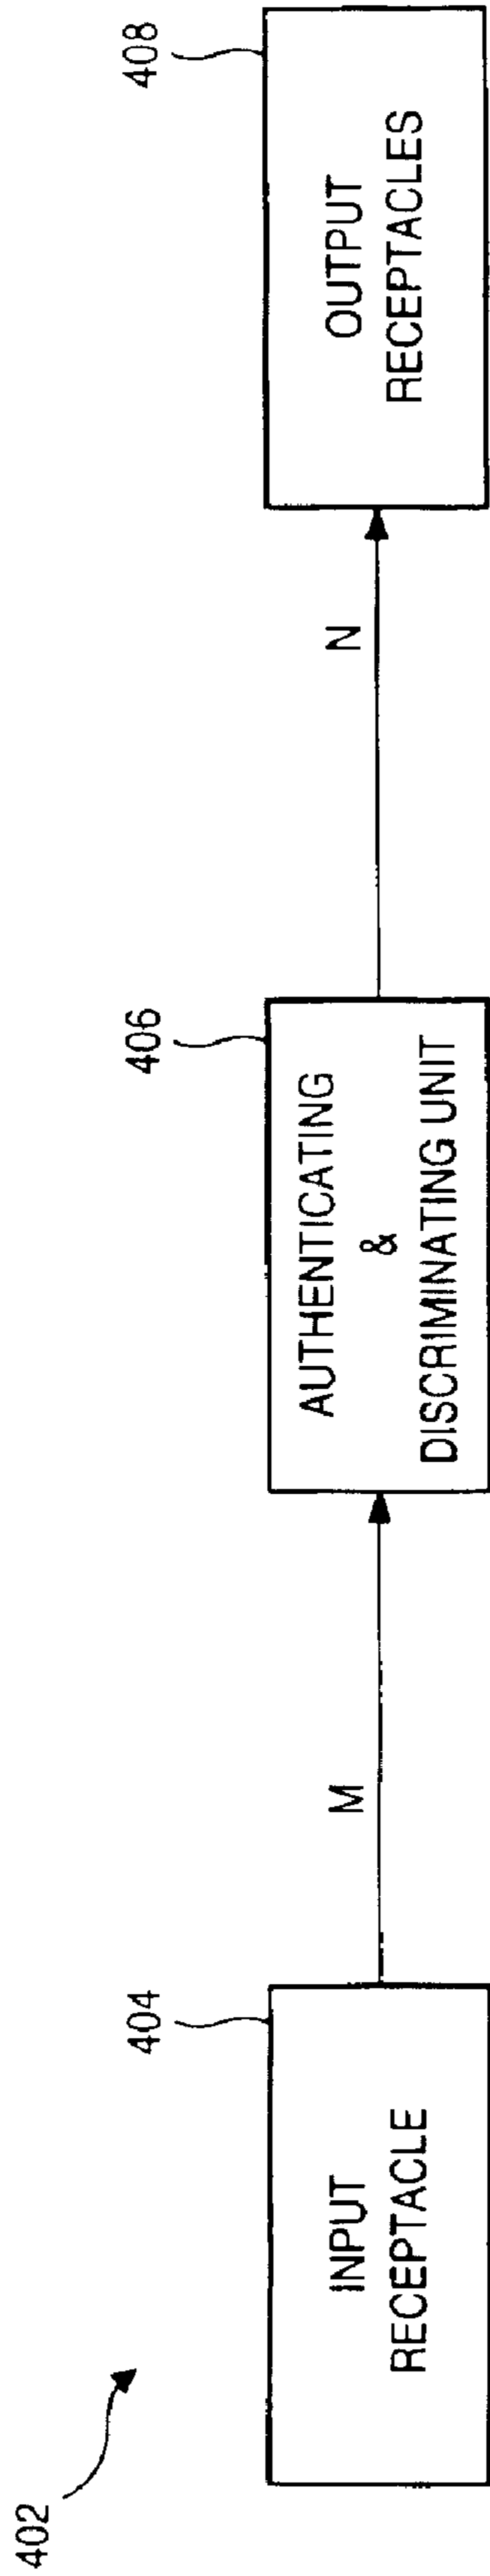 402
404
INPUT
RECEPTACLE
M
406
AUTHENTICATING
&
DISCRIMINATING UNIT
N
408
OUTPUT
RECEPTACLES